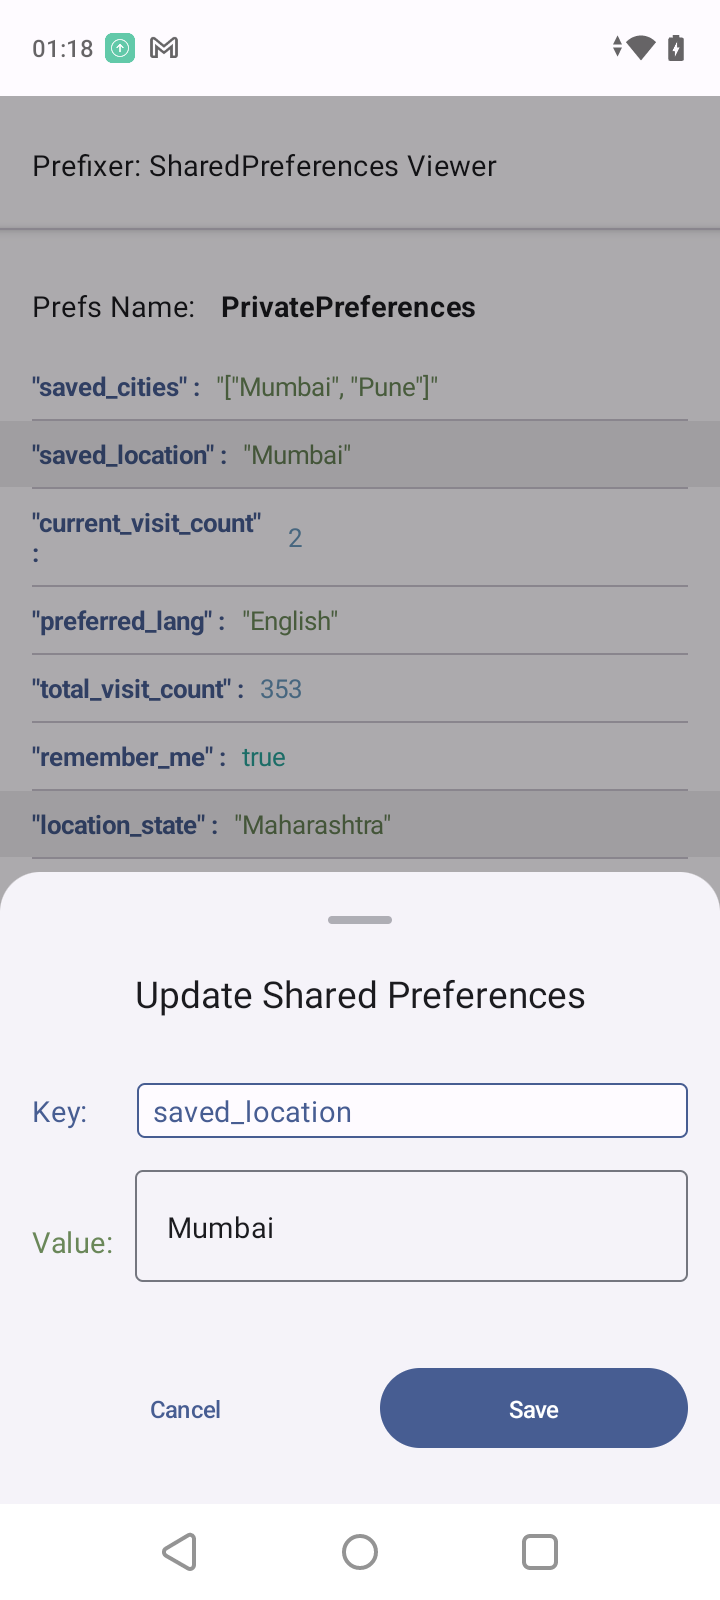 01:18
Prefixer: SharedPreferences Viewer
Prefs Name: PrivatePreferences
"saved_cities" : "["Mumbai", "Pune"]"
"saved_location" : "Mumbai"
"current_visit_count" : 2
"preferred_lang" : "English"
"total_visit_count" : 353
"remember_me" : true
"location_state" : "Maharashtra"
Update Shared Preferences
Key: saved_location
Value: Mumbai
Cancel Save